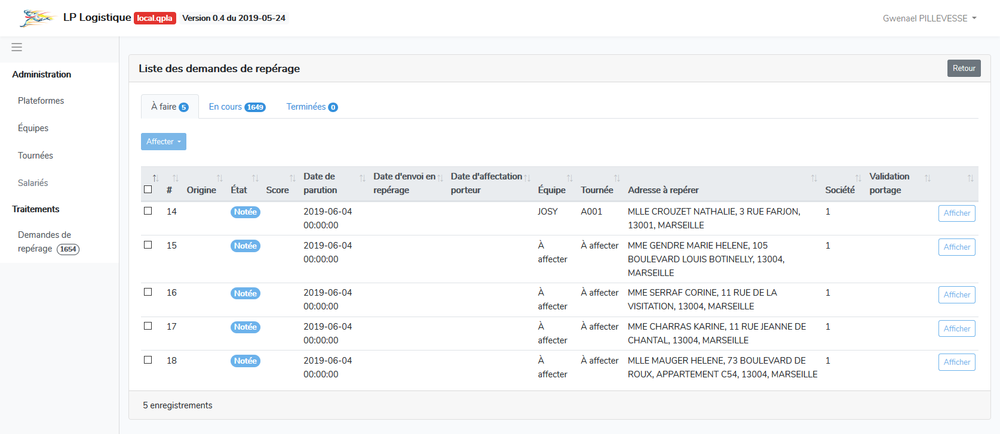 LP Logistique local.qpla Version 0.4 du 2019-05-24
Gwenael PILLEVESSE
Administration
Plateformes
Équipes
Tournées
Salariés
Traitements
Demandes de
repérage 1654
Liste des demandes de repérage
Retour
À faire 5 En cours 1649 Terminées 0
Affecter
# Origine État Score Date de parution Date d'envoi en repérage Date d'affectation porteur Équipe Tournée Adresse à repérer Société Validation portage
14 Notée 2019-06-04 JOSY A001 MLLE CROUZET NATHALIE, 3 RUE FARJON, 1 Afficher
00:00:00 13001, MARSEILLE
15 Notée 2019-06-04 À À affecter MME GENDRE MARIE HELENE, 105 1 Afficher
00:00:00 affecter BOULEVARD LOUIS BOTINELLY, 13004,
MARSEILLE
16 Notée 2019-06-04 À À affecter MME SERRAF CORINE, 11 RUE DE LA 1 Afficher
00:00:00 affecter VISITATION, 13004, MARSEILLE
17 Notée 2019-06-04 À À affecter MME CHARRAS KARINE, 11 RUE JEANNE DE 1 Afficher
00:00:00 affecter CHANTAL, 13004, MARSEILLE
18 Notée 2019-06-04 À À affecter MLLE MAUGER HELENE, 73 BOULEVARD DE 1 Afficher
00:00:00 affecter ROUX, APPARTEMENT C54, 13004, MARSEILLE
5 enregistrements